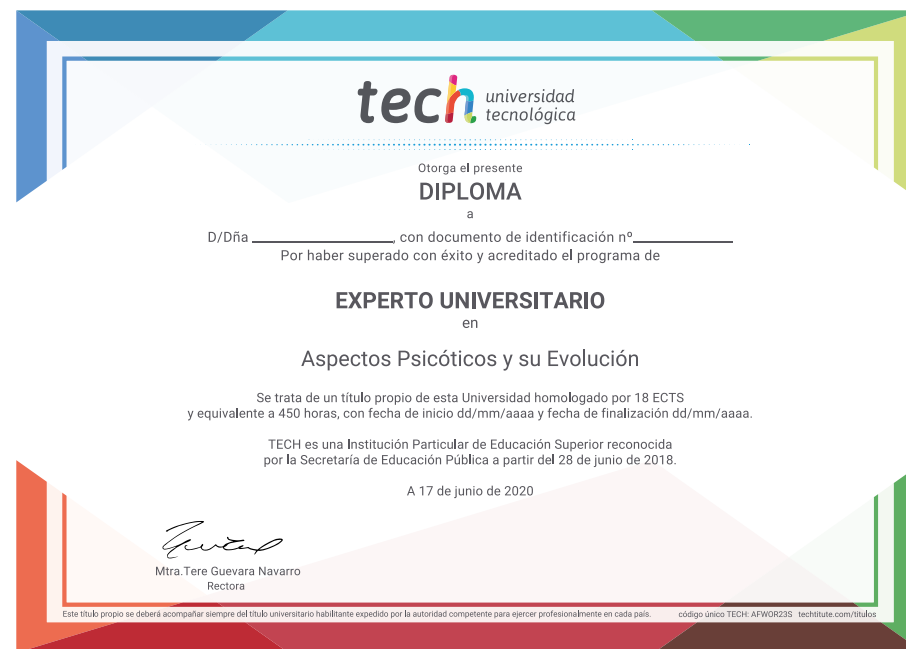 tech universidad
tecnológica
Otorga el presente
DIPLOMA
a
D/Dña ____________________, con documento de identificación nº______________
Por haber superado con éxito y acreditado el programa de
EXPERTO UNIVERSITARIO
en
Aspectos Psicóticos y su Evolución
Se trata de un título propio de esta Universidad homologado por 18 ECTS
y equivalente a 450 horas, con fecha de inicio dd/mm/aaaa y fecha de finalización dd/mm/aaaa.
TECH es una Institución Particular de Educación Superior reconocida
por la Secretaría de Educación Pública a partir del 28 de junio de 2018.
A 17 de junio de 2020
Mtra.Tere Guevara Navarro
Rectora
Este título propio se deberá acompañar siempre del título universitario habilitante expedido por la autoridad competente para ejercer profesionalmente en cada país. código único TECH: AFWOR23S techtitute.com/titulos